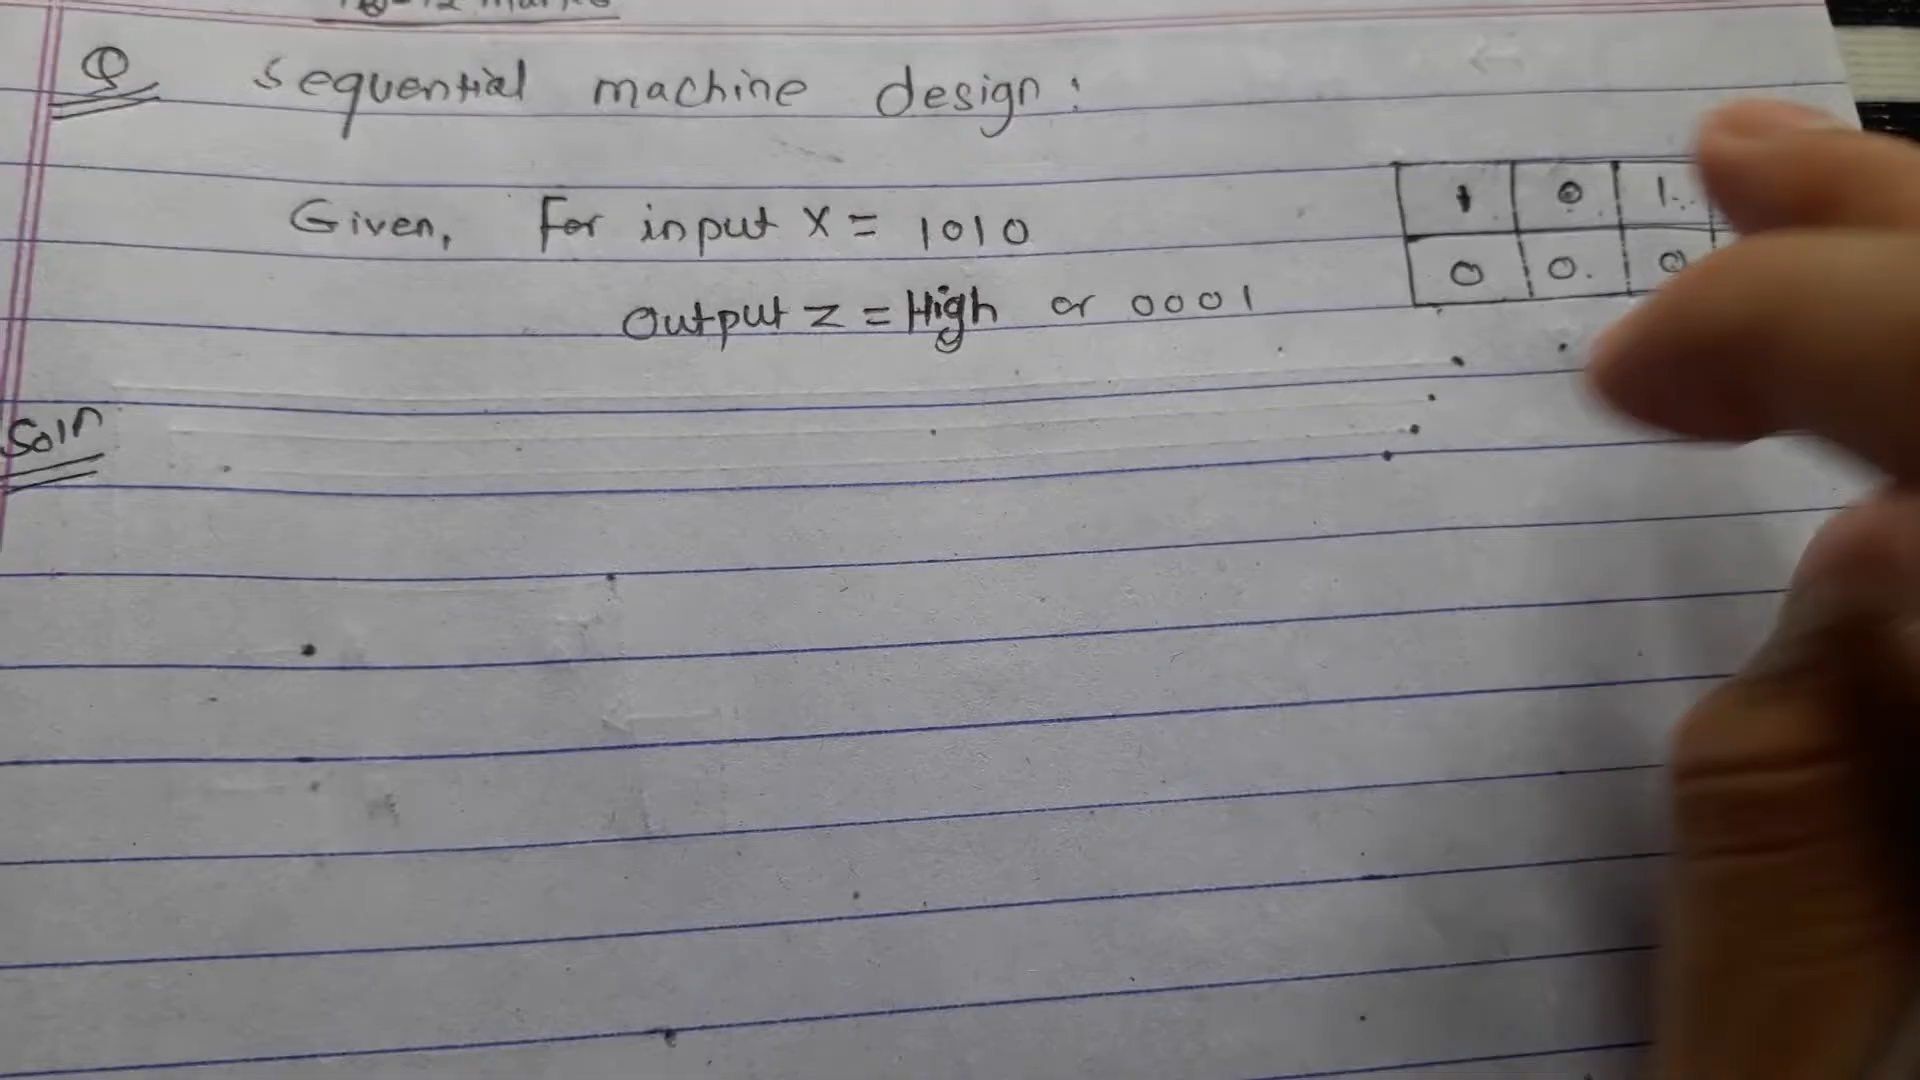 Q Sequential machine design:
Given, For input X = 1010
1 0 1
Output Z = High or 0001
0 0 0
Soln